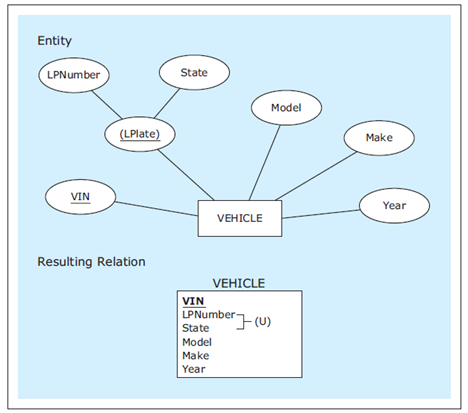 Entity
LPNumber
State
(LPlate)
Model
Make
VIN
VEHICLE
Year
Resulting Relation
VEHICLE
VIN
LPNumber
State
(U)
Model
Make
Year